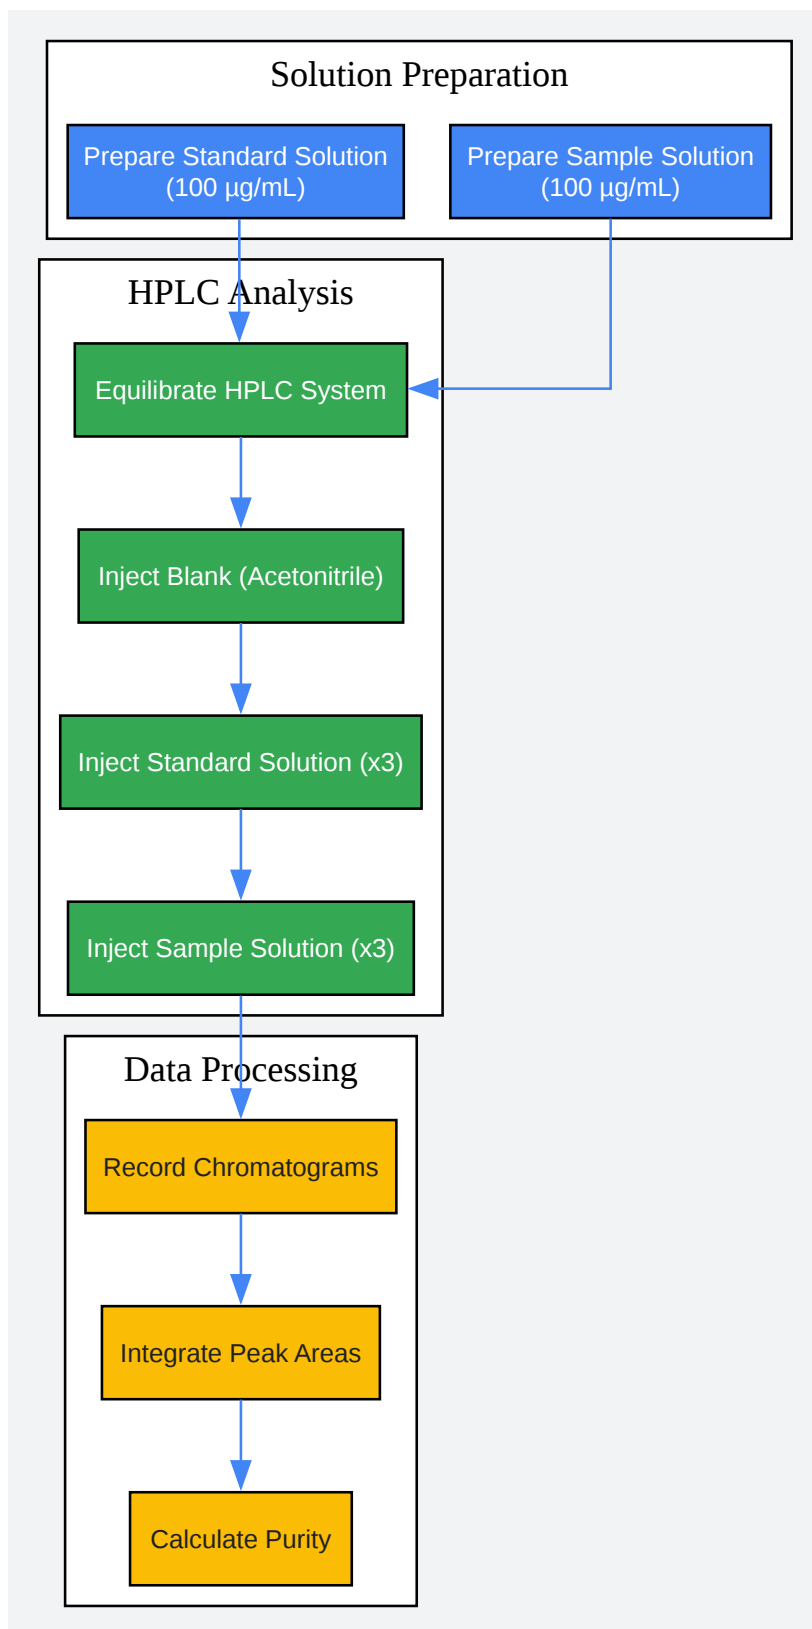 Solution Preparation
Prepare Standard Solution
(100 µg/mL)
Prepare Sample Solution
(100 µg/mL)
HPLC Analysis
Equilibrate HPLC System
Inject Blank (Acetonitrile)
Inject Standard Solution (x3)
Inject Sample Solution (x3)
Data Processing
Record Chromatograms
Integrate Peak Areas
Calculate Purity